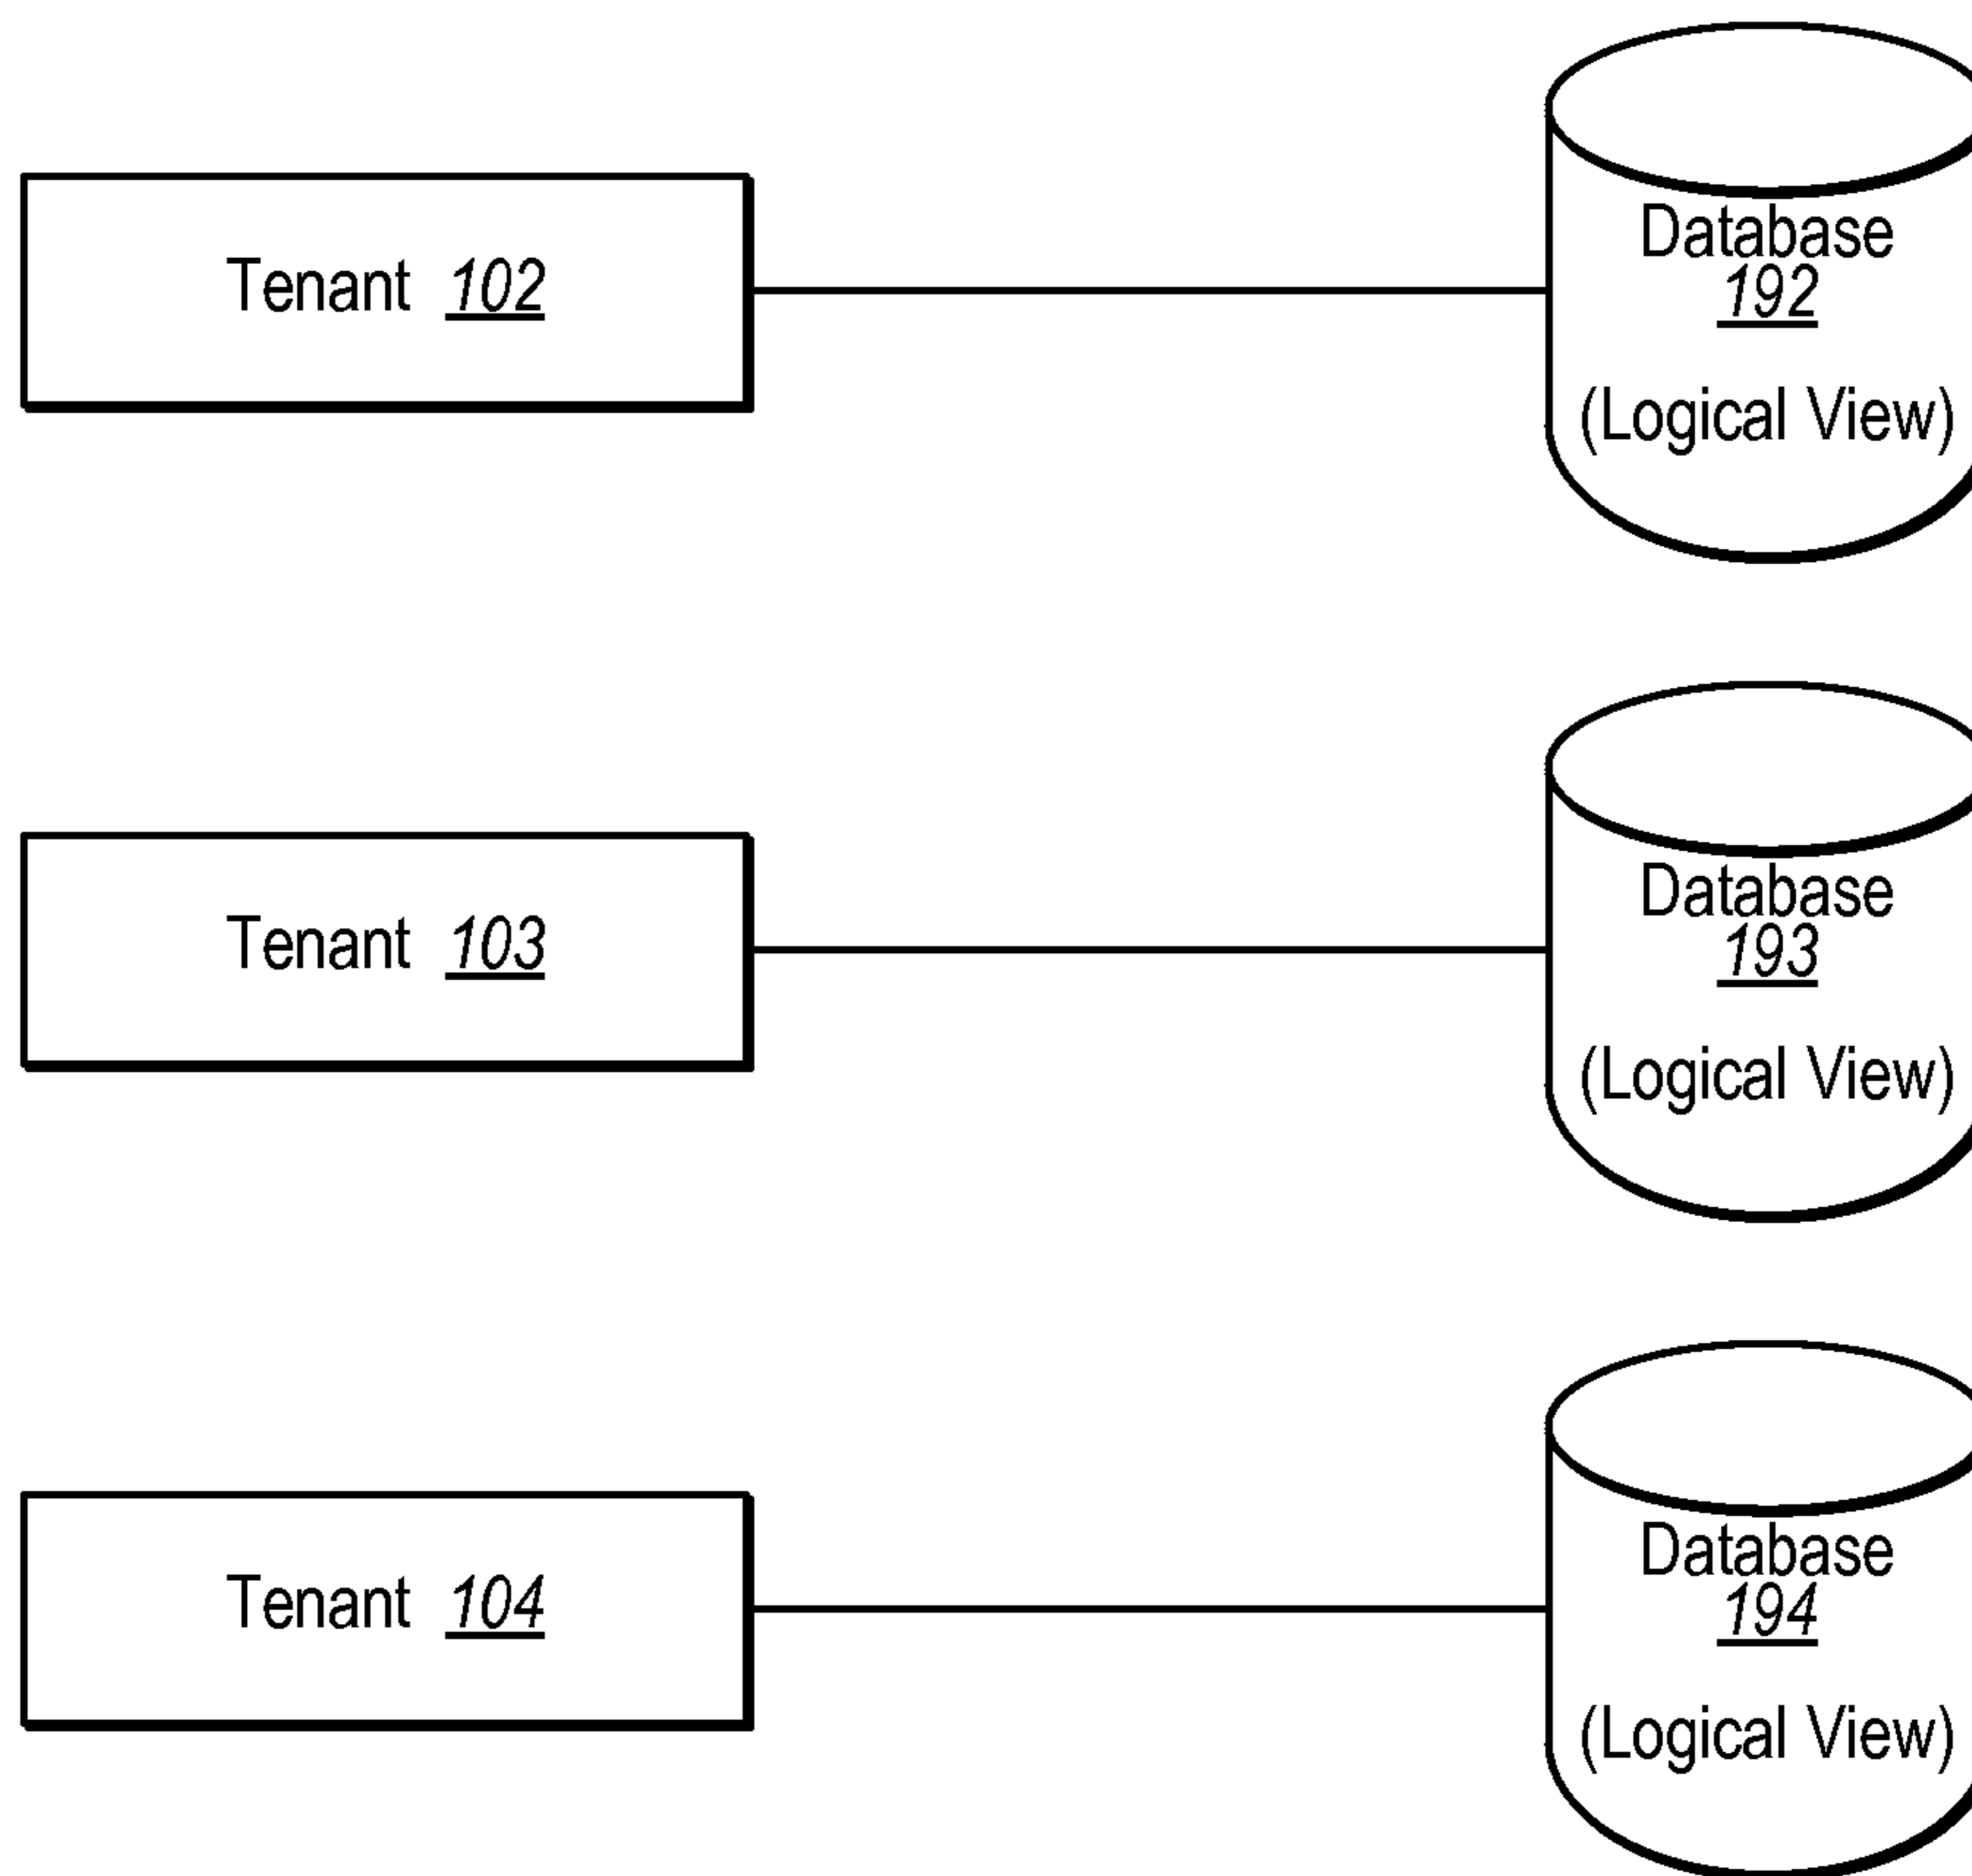 Tenant 102
Database
192
(Logical View)
Tenant 103
Database
193
(Logical View)
Tenant 104
Database
194
(Logical View)